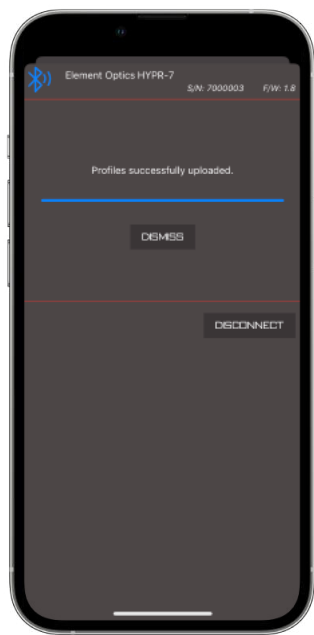 Element Optics HYPR-7
S/N: 7000003 F/W: 1.8
Profiles successfully uploaded.
DISMISS
DISCONNECT